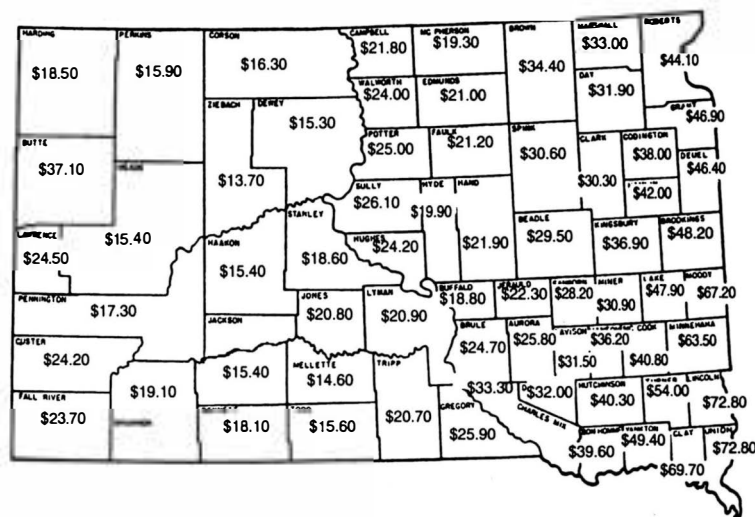 HARDING
$18.50
PERKINS
$15.90
CORSON
$16.30
CAMPBELL
$21.80
MC PHERSON
$19.30
BROWN
$34.40
MARSHALL
$33.00
ROBERTS
$44.10
WALWORTH
$24.00
EDMUNDS
$21.00
DAY
$31.90
GRANT
$46.90
ZIEBACH
$13.70
DEWEY
$15.30
BUTTE
$37.10
MEADE
$15.40
POTTER
$25.00
FAULK
$21.20
SPINK
$30.60
CLARK
$30.30
CODINGTON
$38.00
DEUEL
$46.40
$42.00
SULLY
$26.10
HYDE
$19.90
HAND
$21.90
STANLEY
$18.60
HUGHES
$24.20
BEADLE
$29.50
KINGSBURY
$36.90
BROOKINGS
$48.20
LAWRENCE
$24.50
HAAKON
$15.40
PENNINGTON
$17.30
JACKSON
JONES
$20.80
LYMAN
$20.90
BUFFALO
$18.80
JERAULD
$22.30
SANBORN
$28.20
MINER
$30.90
LAKE
$47.90
MOODY
$67.20
CUSTER
$24.20
BRULE
$24.70
AURORA
$25.80
AVISON
$31.50
$36.20
COOK
$40.80
MINNEHAHA
$63.50
FALL RIVER
$23.70
$19.10
$15.40
MELLETTE
$14.60
TRIPP
$20.70
$33.30
D
$32.00
CHARLES MIX
HUTCHINSON
$40.30
TURNER
$54.00
LINCOLN
$72.80
$18.10
TODD
$15.60
GREGORY
$25.90
BON HOMME
$39.60
YANKTON
$49.40
CLAY
$69.70
UNION
$72.80